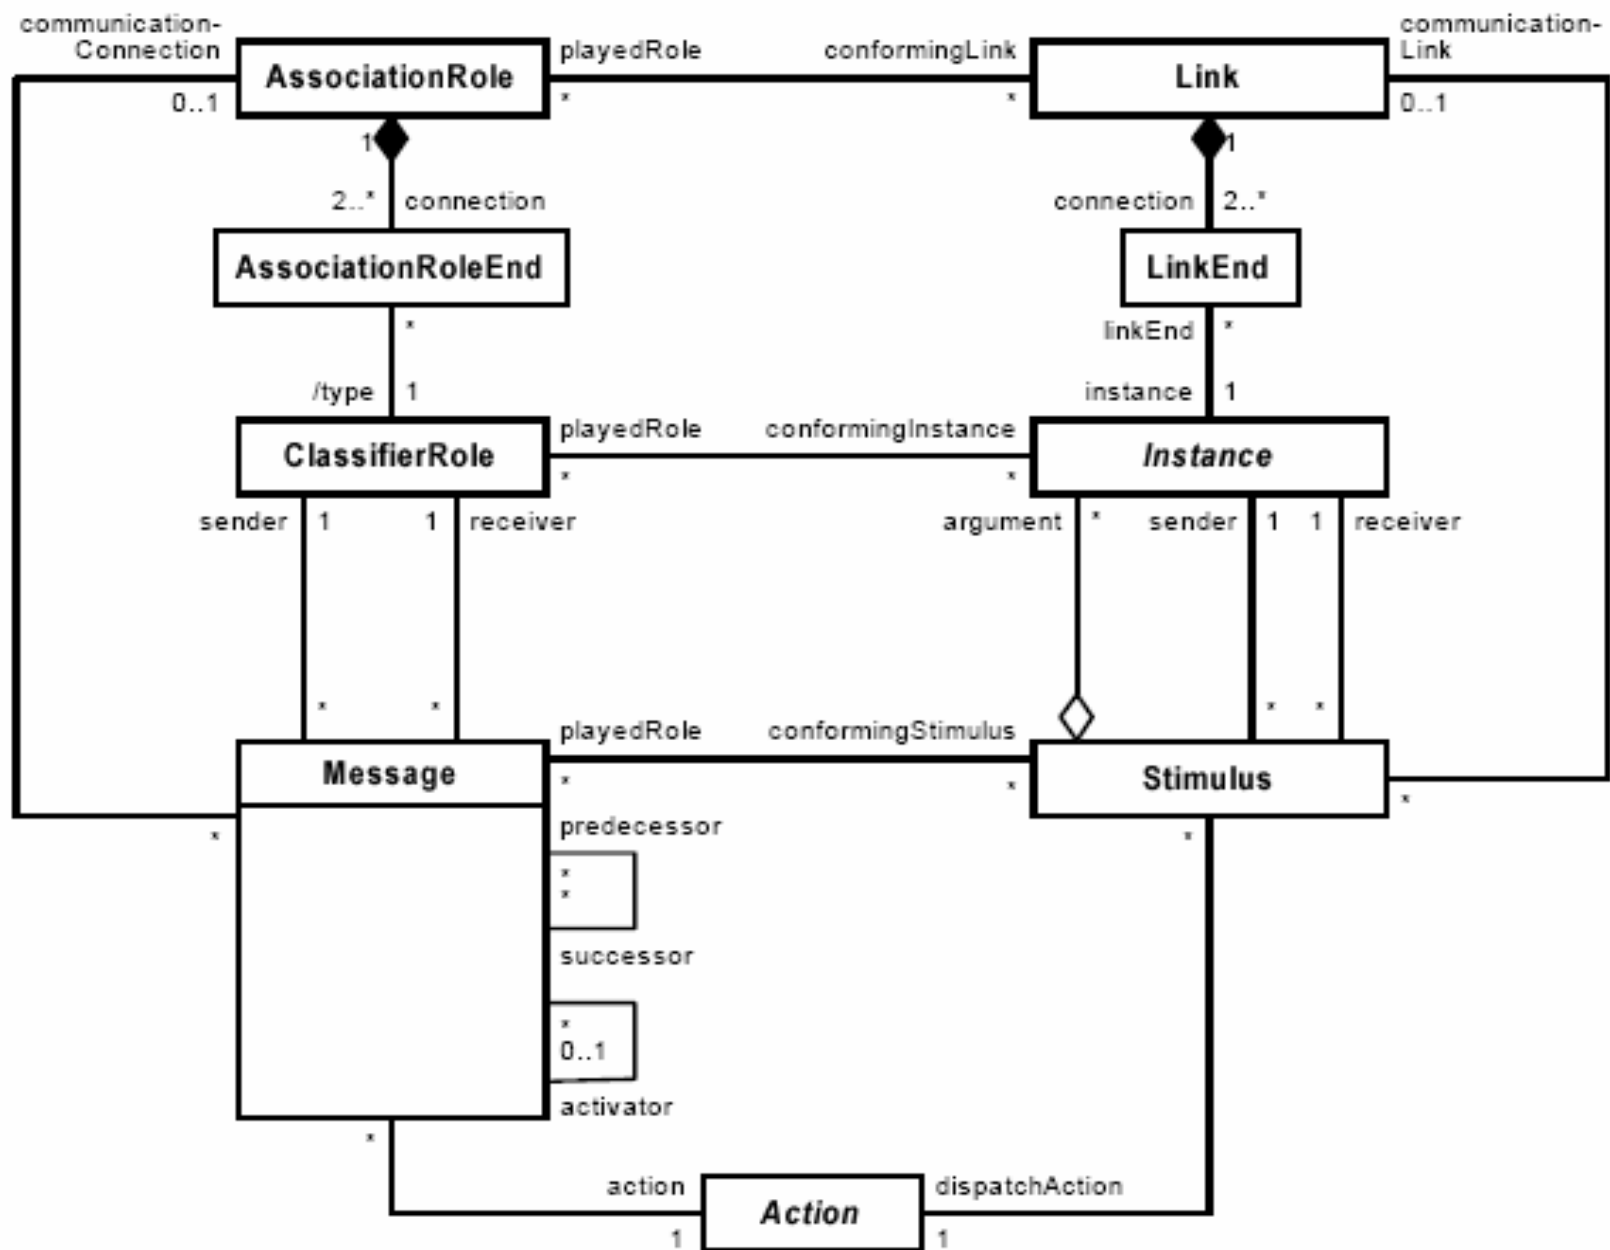 communication-
Connection
communication-
Link
AssociationRole
playedRole
conformingLink
Link
0..1
*
*
0..1
1
1
2..*
connection
connection
2..*
AssociationRoleEnd
LinkEnd
*
linkEnd
*
/type
1
instance
1
ClassifierRole
playedRole
conformingInstance
Instance
*
*
sender
1
1
receiver
argument
*
sender
1
1
receiver
*
*
*
*
Message
playedRole
conformingStimulus
Stimulus
*
*
*
*
predecessor
*
*
*
successor
*
0..1
activator
*
action
dispatchAction
Action
1
1